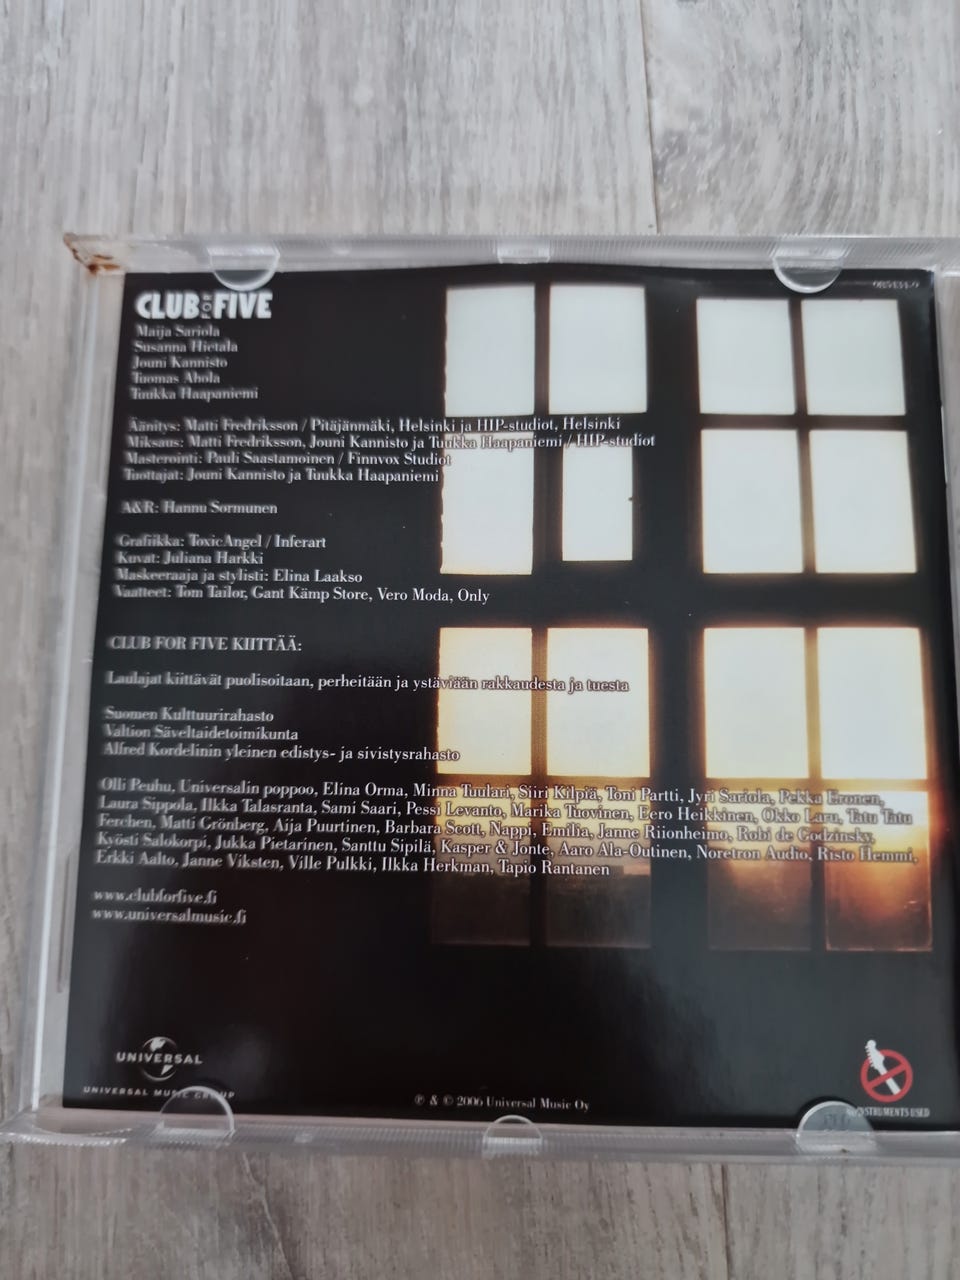 CLUB FOR FIVE
Maija Sariola
Susanna Hietala
Jouni Kannisto
Tuomas Ahola
Tuukka Haapaniemi
Äänitys: Matti Fredriksson / Pitäjänmäki, Helsinki ja HIP-studiot, Helsinki
Miksaus: Matti Fredriksson, Jouni Kannisto ja Tuukka Haapaniemi / HIP-studiot
Masterointi: Pauli Saastamoinen / Finnvox Studiot
Tuottajat: Jouni Kannisto ja Tuukka Haapaniemi
A&R: Hannu Sormunen
Grafiikka: ToxicAngel / Inferart
Kuvat: Juliana Harkki
Maskeeraaja ja stylisti: Elina Laakso
Vaatteet: Tom Tailor, Gant Kämp Store, Vero Moda, Only
CLUB FOR FIVE KIITTÄÄ:
Laulajat kiittävät puolisoitaan, perheitään ja ystäviään rakkaudesta ja tuesta
Suomen Kulttuurirahasto
Valtion Säveltaidetoimikunta
Alfred Kordelinin yleinen edistys- ja sivistysrahasto
Olli Peuhu, Universalin poppoo, Elina Orma, Minna Tuulari, Siiri Kilpiä, Toni Partti, Jyri Sariola, Pekka Eronen,
Laura Sippola, Ilkka Talasranta, Sami Saari, Pessi Levanto, Marika Tuovinen, Eero Heikkinen, Okko Laru, Tatu Tatu
Ferchen, Matti Grönberg, Aija Puurtinen, Barbara Scott, Nappi, Emilia, Janne Riionheimo, Robi de Godzinsky,
Kyösti Salokorpi, Jukka Pietarinen, Santtu Sipilä, Kasper & Jonte, Aaro Ala-Outinen, Noretron Audio, Risto Hemmi,
Erkki Aalto, Janne Viksten, Ville Pulkki, Ilkka Herkman, Tapio Rantanen
www.clubforfive.fi
www.universalmusic.fi
UNIVERSAL
UNIVERSAL MUSIC GROUP
℗ & © 2006 Universal Music Oy
NO INSTRUMENTS USED